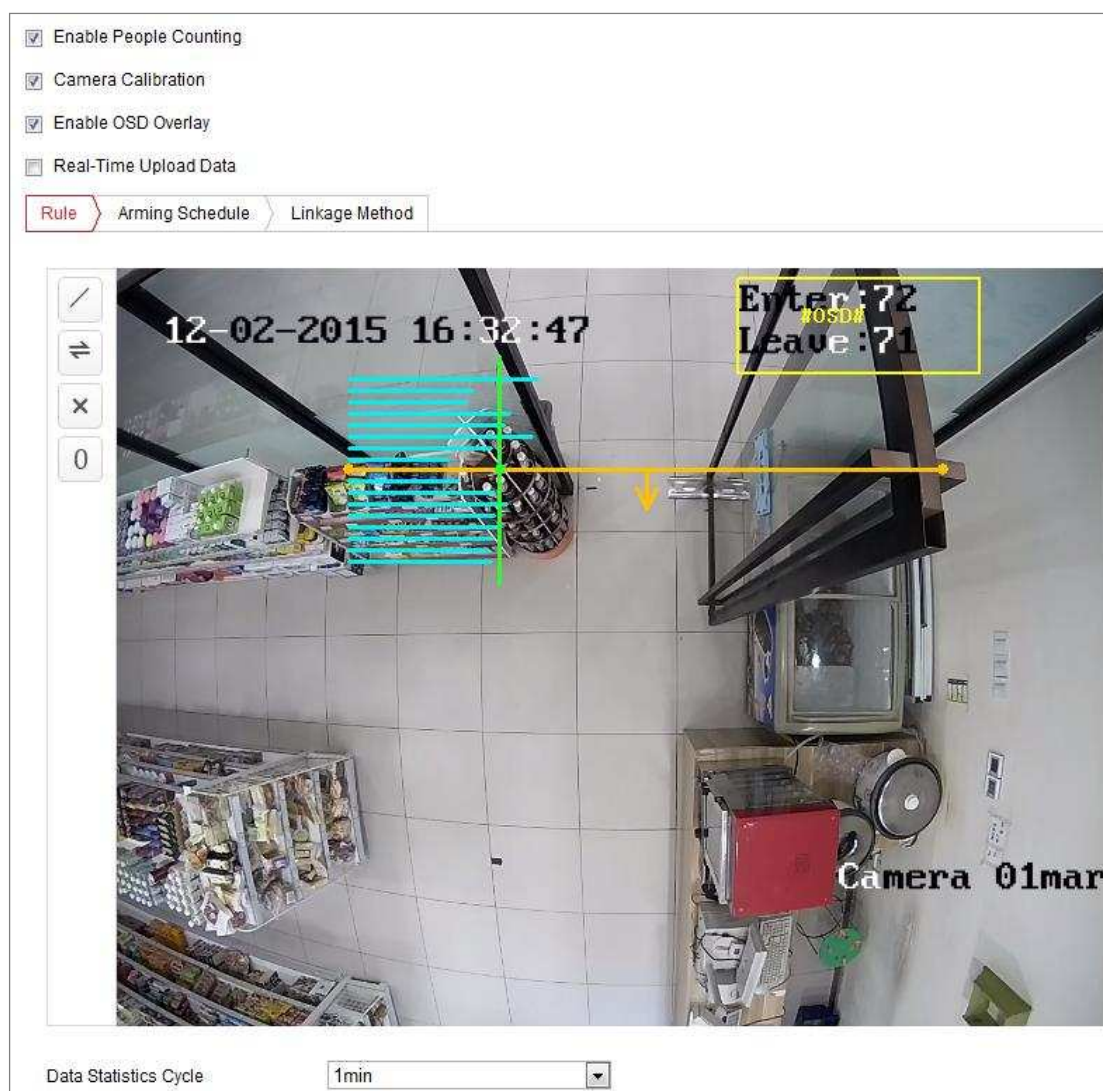 Enable People Counting
Camera Calibration
Enable OSD Overlay
Real-Time Upload Data
Rule Arming Schedule Linkage Method
12-02-2015 16:32:47
Enter:72
#OSD#
Leave:71
0
Camera 01mar
Data Statistics Cycle 1min